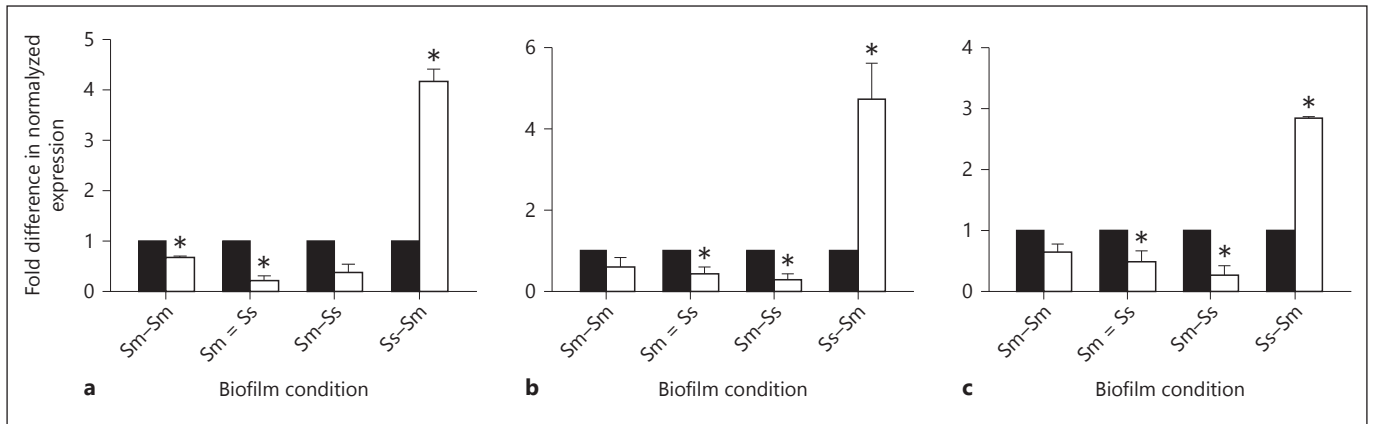 Fold difference in normalized
expression
5
4
3
2
1
0
*
*
*
Sm–Sm
Sm = Ss
Sm–Ss
Ss–Sm
a
Biofilm condition
6
4
2
0
*
*
*
Sm–Sm
Sm = Ss
Sm–Ss
Ss–Sm
b
Biofilm condition
4
3
2
1
0
*
*
*
Sm–Sm
Sm = Ss
Sm–Ss
Ss–Sm
c
Biofilm condition